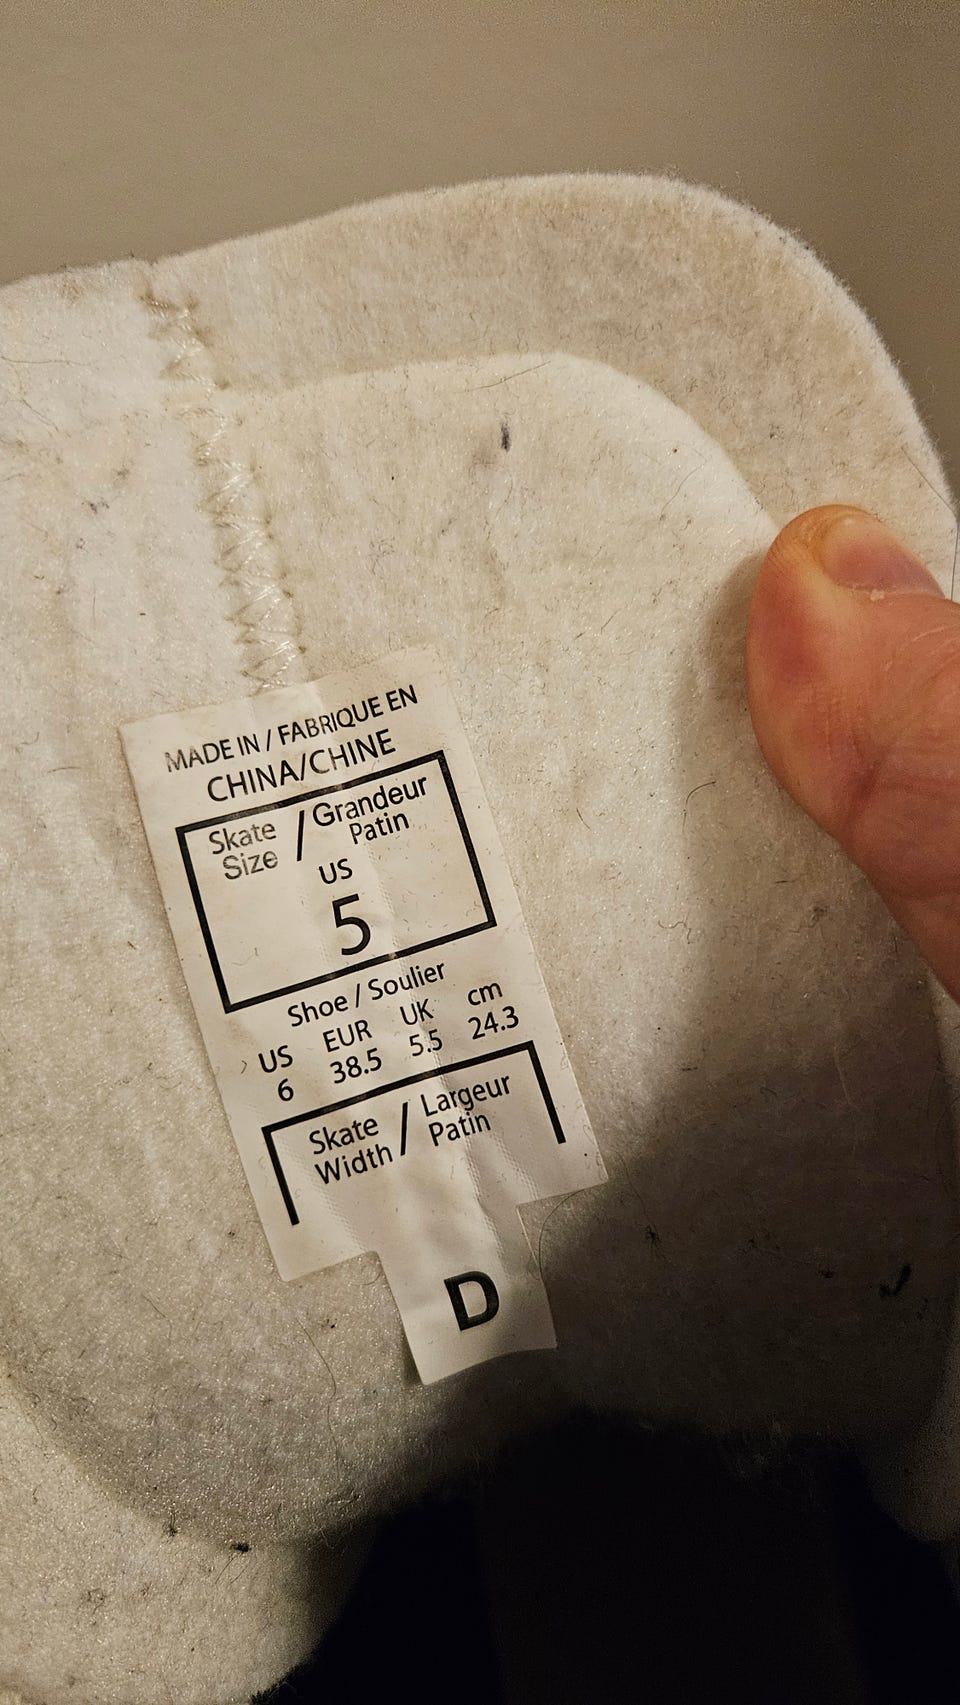 MADE IN / FABRIQUE EN
CHINA/CHINE
Skate Size / Grandeur Patin
US
5
Shoe / Soulier
US EUR UK cm
6 38.5 5.5 24.3
Skate Width / Largeur Patin
D